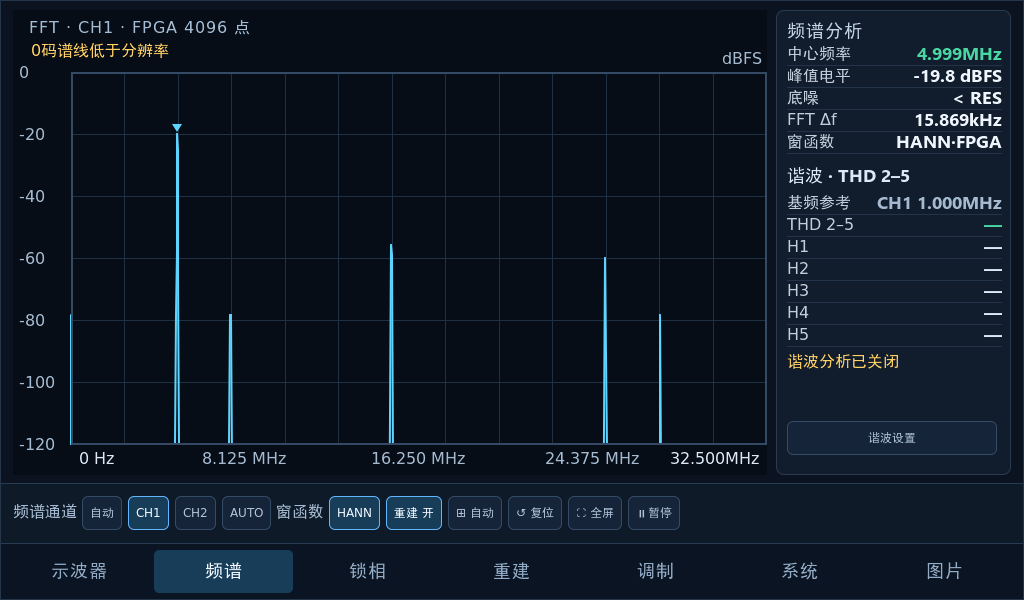 FFT · CH1 · FPGA 4096 点
0码谱线低于分辨率
dBFS
0
-20
-40
-60
-80
-100
-120
0 Hz
8.125 MHz
16.250 MHz
24.375 MHz
32.500MHz
频谱分析
中心频率 4.999MHz
峰值电平 -19.8 dBFS
底噪 < RES
FFT Δf 15.869kHz
窗函数 HANN·FPGA
谐波 · THD 2–5
基频参考 CH1 1.000MHz
THD 2–5 —
H1 —
H2 —
H3 —
H4 —
H5 —
谐波分析已关闭
谐波设置
频谱通道 自动 CH1 CH2 AUTO 窗函数 HANN 重建 开 ⊞ 自动 ↺ 复位 ⛶ 全屏 ⏸暂停
示波器 频谱 锁相 重建 调制 系统 图片